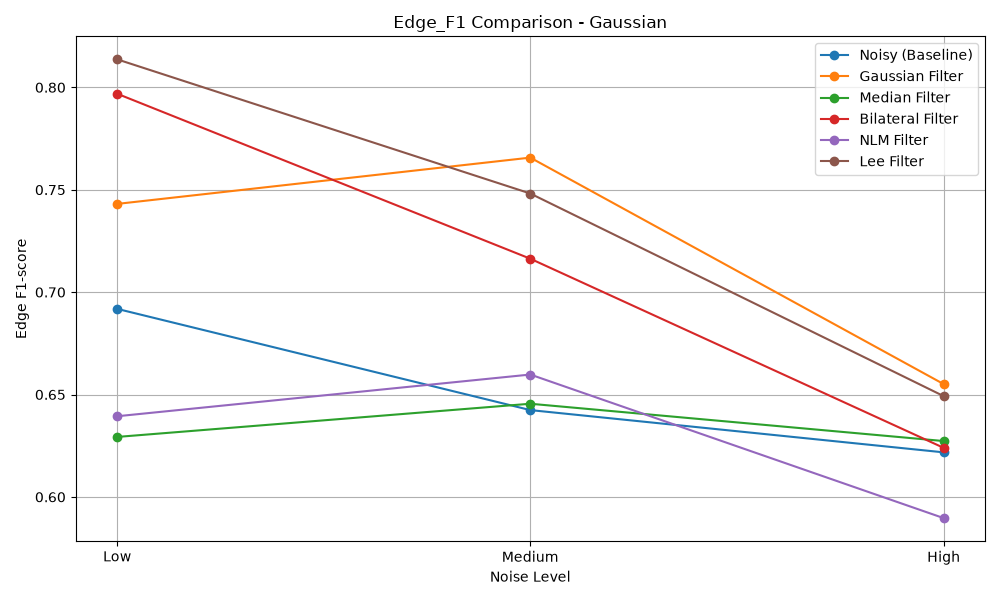 Edge_F1 Comparison - Gaussian
Noisy (Baseline)
Gaussian Filter
Median Filter
Bilateral Filter
NLM Filter
Lee Filter
Edge F1-score
0.80
0.75
0.70
0.65
0.60
Low
Medium
High
Noise Level